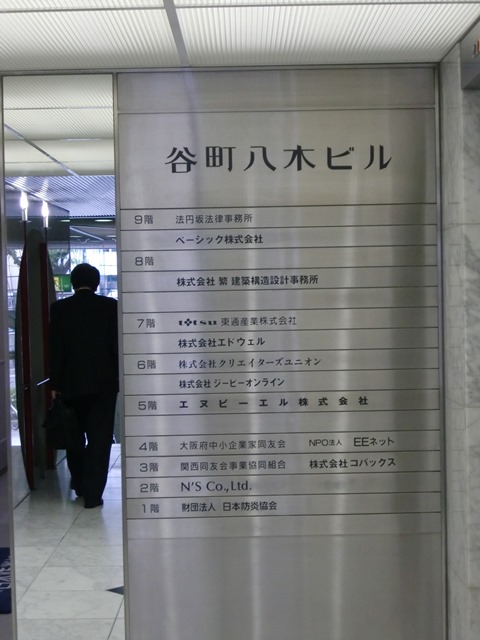 谷町八木ビル
9階 法円坂法律事務所
ベーシック株式会社
8階
株式会社 繁 建築構造設計事務所
7階 totsu 東通産業株式会社
株式会社エドウェル
6階 株式会社クリエイターズユニオン
株式会社 ジーピーオンライン
5階 エヌピーエル株式会社
4階 大阪府中小企業家同友会 NPO法人 EEネット
3階 関西同友会事業協同組合 株式会社コバックス
2階 N'S Co.,Ltd.
1階 財団法人 日本防炎協会